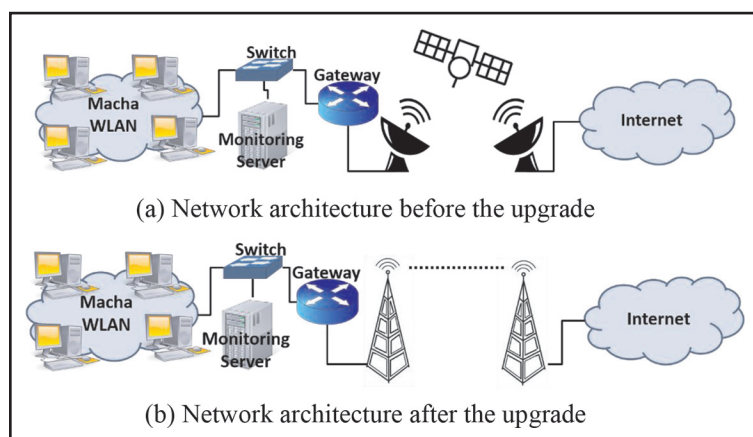 Switch
Gateway
Macha
WLAN
Monitoring
Server
Internet
(a) Network architecture before the upgrade
Switch
Gateway
Macha
WLAN
Monitoring
Server
Internet
(b) Network architecture after the upgrade